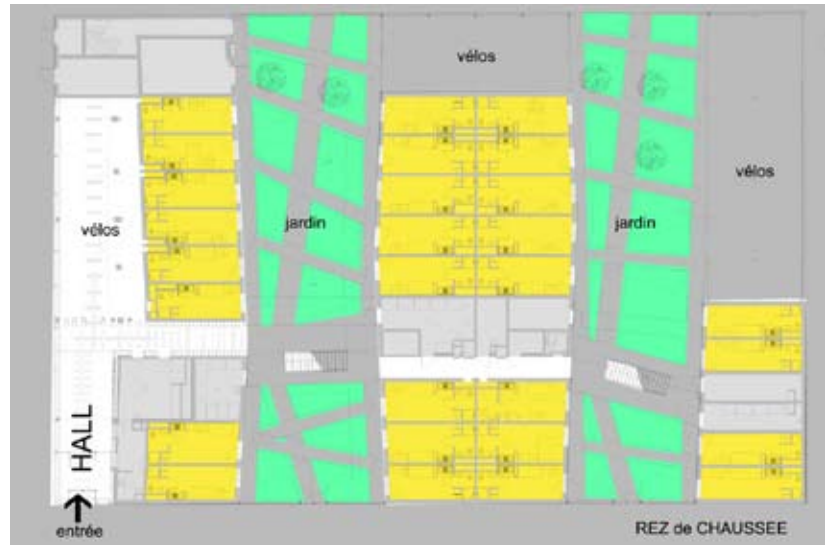 vélos
vélos
vélos
jardin
jardin
HALL
entrée
REZ de CHAUSSEE